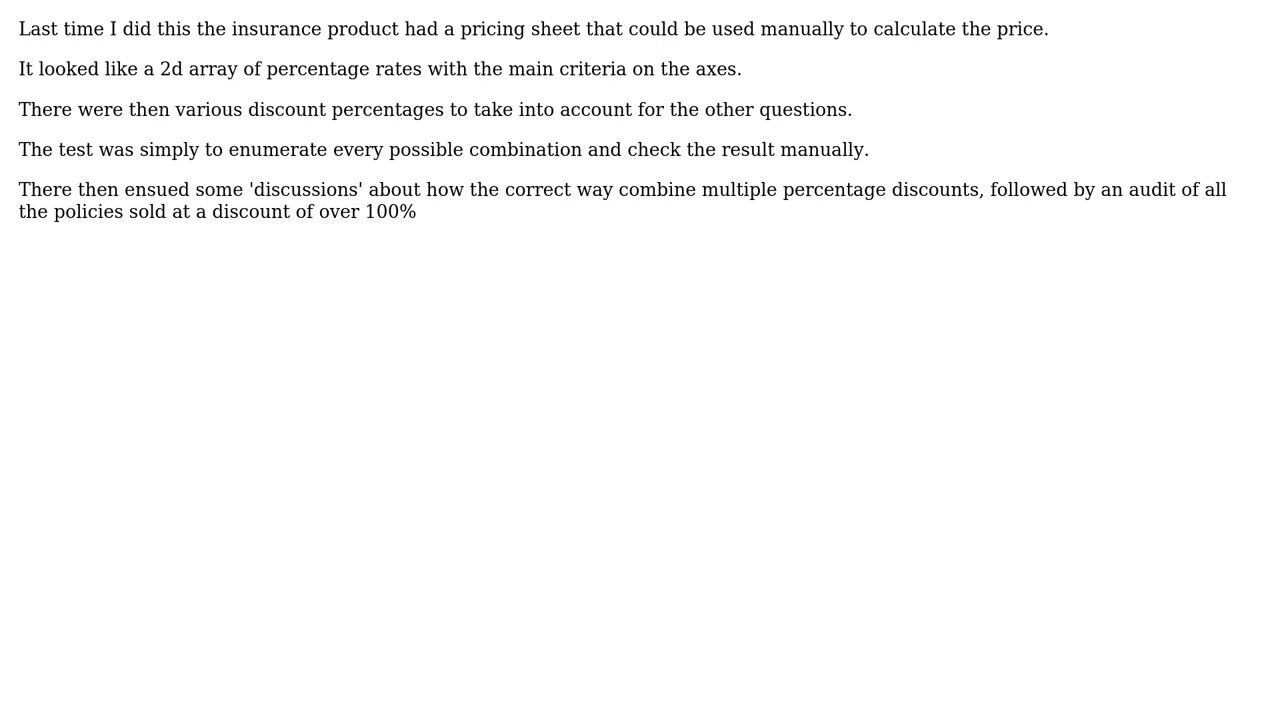 Last time I did this the insurance product had a pricing sheet that could be used manually to calculate the price.
It looked like a 2d array of percentage rates with the main criteria on the axes.
There were then various discount percentages to take into account for the other questions.
The test was simply to enumerate every possible combination and check the result manually.
There then ensued some 'discussions' about how the correct way combine multiple percentage discounts, followed by an audit of all
the policies sold at a discount of over 100%